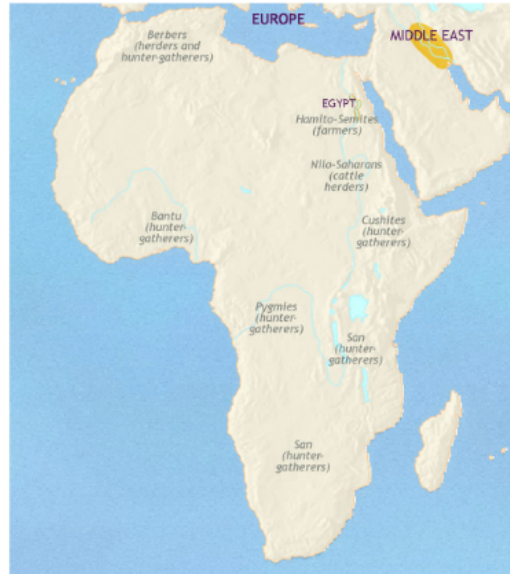 EUROPE
Berbers
(herders and
hunter-gatherers)
MIDDLE EAST
EGYPT
Hamito-Semites
(farmers)
Nilo-Saharans
(cattle
herders)
Bantu
(hunter-
gatherers)
Cushites
(hunter-
gatherers)
Pygmies
(hunter-
gatherers)
San
(hunter-
gatherers)
San
(hunter-
gatherers)